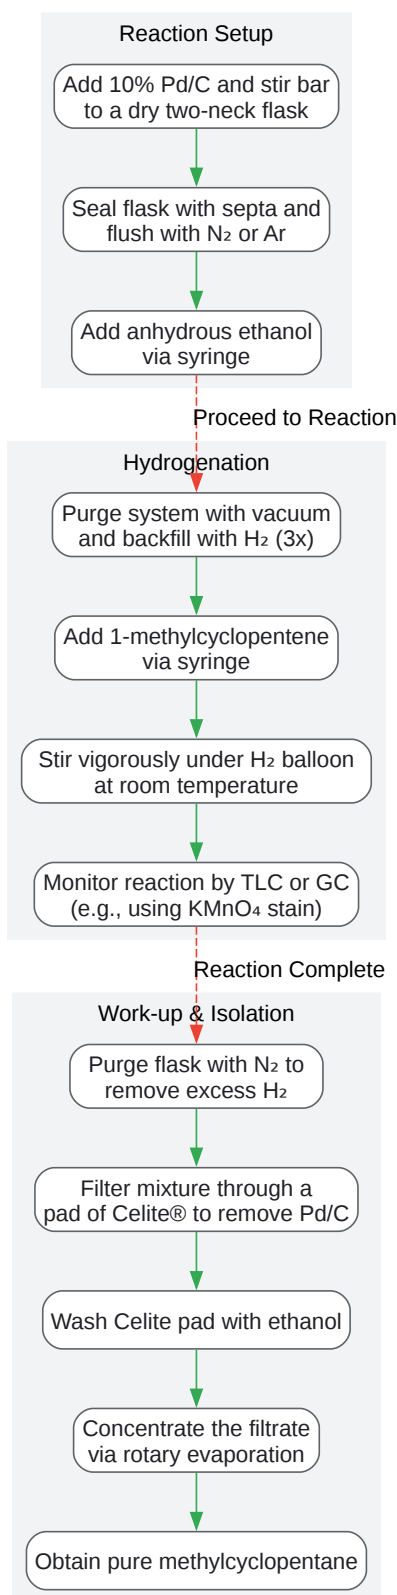 Reaction Setup
Add 10% Pd/C and stir bar
to a dry two-neck flask
Seal flask with septa and
flush with N₂ or Ar
Add anhydrous ethanol
via syringe
Proceed to Reaction
Hydrogenation
Purge system with vacuum
and backfill with H₂ (3x)
Add 1-methylcyclopentene
via syringe
Stir vigorously under H₂ balloon
at room temperature
Monitor reaction by TLC or GC
(e.g., using KMnO₄ stain)
Reaction Complete
Work-up & Isolation
Purge flask with N₂ to
remove excess H₂
Filter mixture through a
pad of Celite® to remove Pd/C
Wash Celite pad with ethanol
Concentrate the filtrate
via rotary evaporation
Obtain pure methylcyclopentane